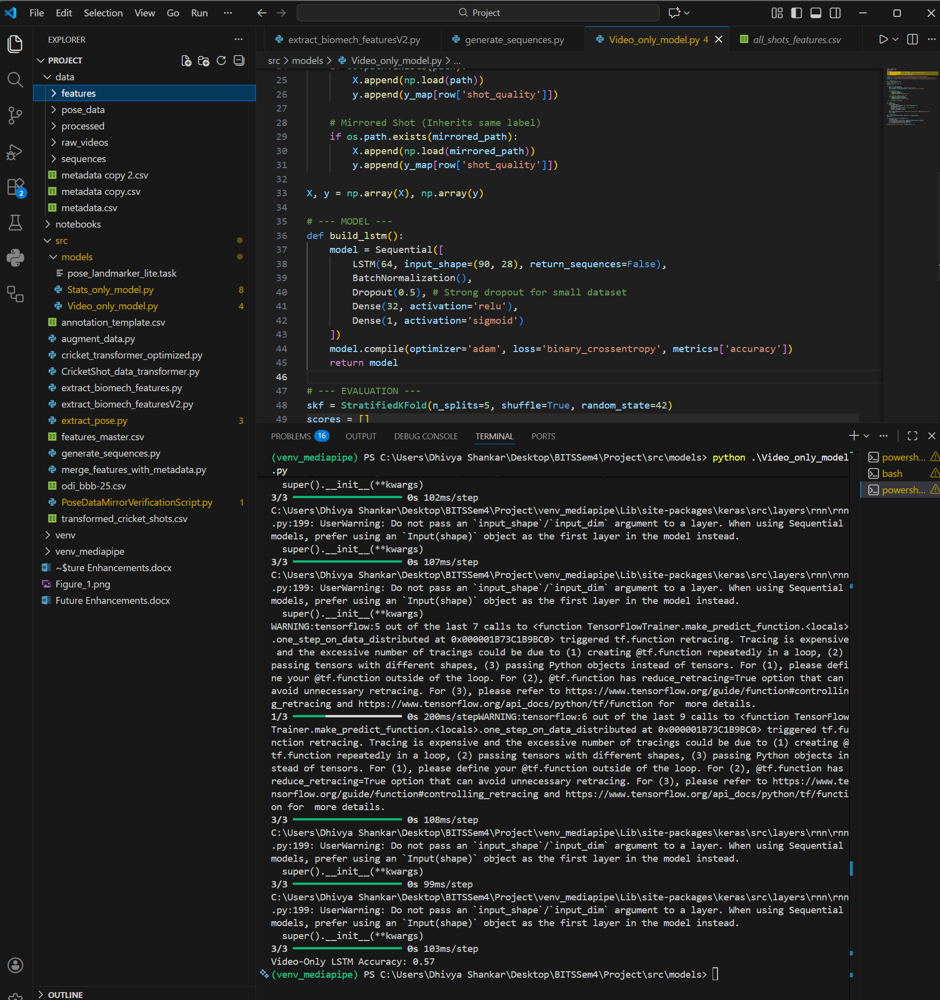 File Edit Selection View Go Run ··· Project
EXPLORER ···
PROJECT
data
features
pose_data
processed
raw_videos
sequences
metadata copy 2.csv
metadata copy.csv
metadata.csv
notebooks
src
models
pose_landmarker_lite.task
Stats_only_model.py 8
Video_only_model.py 4
annotation_template.csv
augment_data.py
cricket_transformer_optimized.py
CricketShot_data_transformer.py
extract_biomech_features.py
extract_biomech_featuresV2.py
extract_pose.py 3
features_master.csv
generate_sequences.py
merge_features_with_metadata.py
odi_bbb-25.csv
PoseDataMirrorVerificationScript.py 1
transformed_cricket_shots.csv
venv
venv_mediapipe
~$ture Enhancements.docx
Figure_1.png
Future Enhancements.docx
OUTLINE
2
extract_biomech_featuresV2.py generate_sequences.py Video_only_model.py 4 all_shots_features.csv
src > models > Video_only_model.py > ...
25 X.append(np.load(path))
26 y.append(y_map[row['shot_quality']])
27
28 # Mirrored Shot (Inherits same label)
29 if os.path.exists(mirrored_path):
30 X.append(np.load(mirrored_path))
31 y.append(y_map[row['shot_quality']])
32
33 X, y = np.array(X), np.array(y)
34
35 # --- MODEL ---
36 def build_lstm():
37 model = Sequential([
38 LSTM(64, input_shape=(90, 28), return_sequences=False),
39 BatchNormalization(),
40 Dropout(0.5), # Strong dropout for small dataset
41 Dense(32, activation='relu'),
42 Dense(1, activation='sigmoid')
43 ])
44 model.compile(optimizer='adam', loss='binary_crossentropy', metrics=['accuracy'])
45 return model
46
47 # --- EVALUATION ---
48 skf = StratifiedKFold(n_splits=5, shuffle=True, random_state=42)
49 scores = []
PROBLEMS 16 OUTPUT DEBUG CONSOLE TERMINAL PORTS
(venv_mediapipe) PS C:\Users\Dhivya Shankar\Desktop\BITSSem4\Project\src\models> python .\Video_only_model
.py
super().__init__(**kwargs)
3/3 0s 102ms/step
C:\Users\Dhivya Shankar\Desktop\BITSSem4\Project\venv_mediapipe\Lib\site-packages\keras\src\layers\rnn\rnn
.py:199: UserWarning: Do not pass an `input_shape`/`input_dim` argument to a layer. When using Sequential
models, prefer using an `Input(shape)` object as the first layer in the model instead.
super().__init__(**kwargs)
3/3 0s 107ms/step
C:\Users\Dhivya Shankar\Desktop\BITSSem4\Project\venv_mediapipe\Lib\site-packages\keras\src\layers\rnn\rnn
.py:199: UserWarning: Do not pass an `input_shape`/`input_dim` argument to a layer. When using Sequential
models, prefer using an `Input(shape)` object as the first layer in the model instead.
super().__init__(**kwargs)
WARNING:tensorflow:5 out of the last 7 calls to <function TensorFlowTrainer.make_predict_function.<locals>
.one_step_on_data_distributed at 0x000001B73C1B9BC0> triggered tf.function retracing. Tracing is expensive
and the excessive number of tracings could be due to (1) creating @tf.function repeatedly in a loop, (2)
passing tensors with different shapes, (3) passing Python objects instead of tensors. For (1), please defi
ne your @tf.function outside of the loop. For (2), @tf.function has reduce_retracing=True option that can
avoid unnecessary retracing. For (3), please refer to https://www.tensorflow.org/guide/function#controllin
g_retracing and https://www.tensorflow.org/api_docs/python/tf/function for  more details.
1/3 0s 200ms/stepWARNING:tensorflow:6 out of the last 9 calls to <function TensorFlow
Trainer.make_predict_function.<locals>.one_step_on_data_distributed at 0x000001B73C1B9BC0> triggered tf.fu
nction retracing. Tracing is expensive and the excessive number of tracings could be due to (1) creating @
tf.function repeatedly in a loop, (2) passing tensors with different shapes, (3) passing Python objects in
stead of tensors. For (1), please define your @tf.function outside of the loop. For (2), @tf.function has
reduce_retracing=True option that can avoid unnecessary retracing. For (3), please refer to https://www.te
nsorflow.org/guide/function#controlling_retracing and https://www.tensorflow.org/api_docs/python/tf/functi
on for  more details.
3/3 0s 108ms/step
C:\Users\Dhivya Shankar\Desktop\BITSSem4\Project\venv_mediapipe\Lib\site-packages\keras\src\layers\rnn\rnn
.py:199: UserWarning: Do not pass an `input_shape`/`input_dim` argument to a layer. When using Sequential
models, prefer using an `Input(shape)` object as the first layer in the model instead.
super().__init__(**kwargs)
3/3 0s 99ms/step
C:\Users\Dhivya Shankar\Desktop\BITSSem4\Project\venv_mediapipe\Lib\site-packages\keras\src\layers\rnn\rnn
.py:199: UserWarning: Do not pass an `input_shape`/`input_dim` argument to a layer. When using Sequential
models, prefer using an `Input(shape)` object as the first layer in the model instead.
super().__init__(**kwargs)
3/3 0s 103ms/step
Video-Only LSTM Accuracy: 0.57
(venv_mediapipe) PS C:\Users\Dhivya Shankar\Desktop\BITSSem4\Project\src\models>
powersh...
bash
powersh...